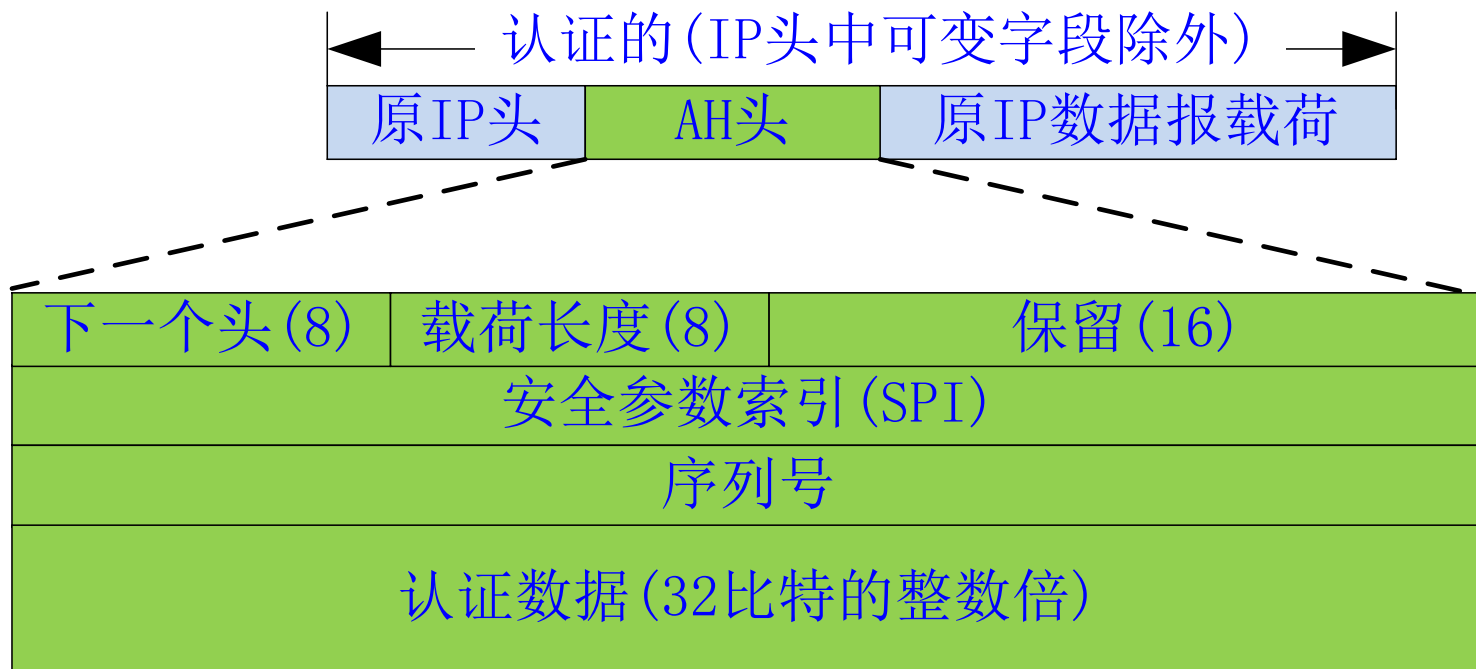 认证的(IP头中可变字段除外)
原IP头 AH头 原IP数据报载荷
下一个头(8) 载荷长度(8) 保留(16)
安全参数索引(SPI)
序列号
认证数据(32比特的整数倍)